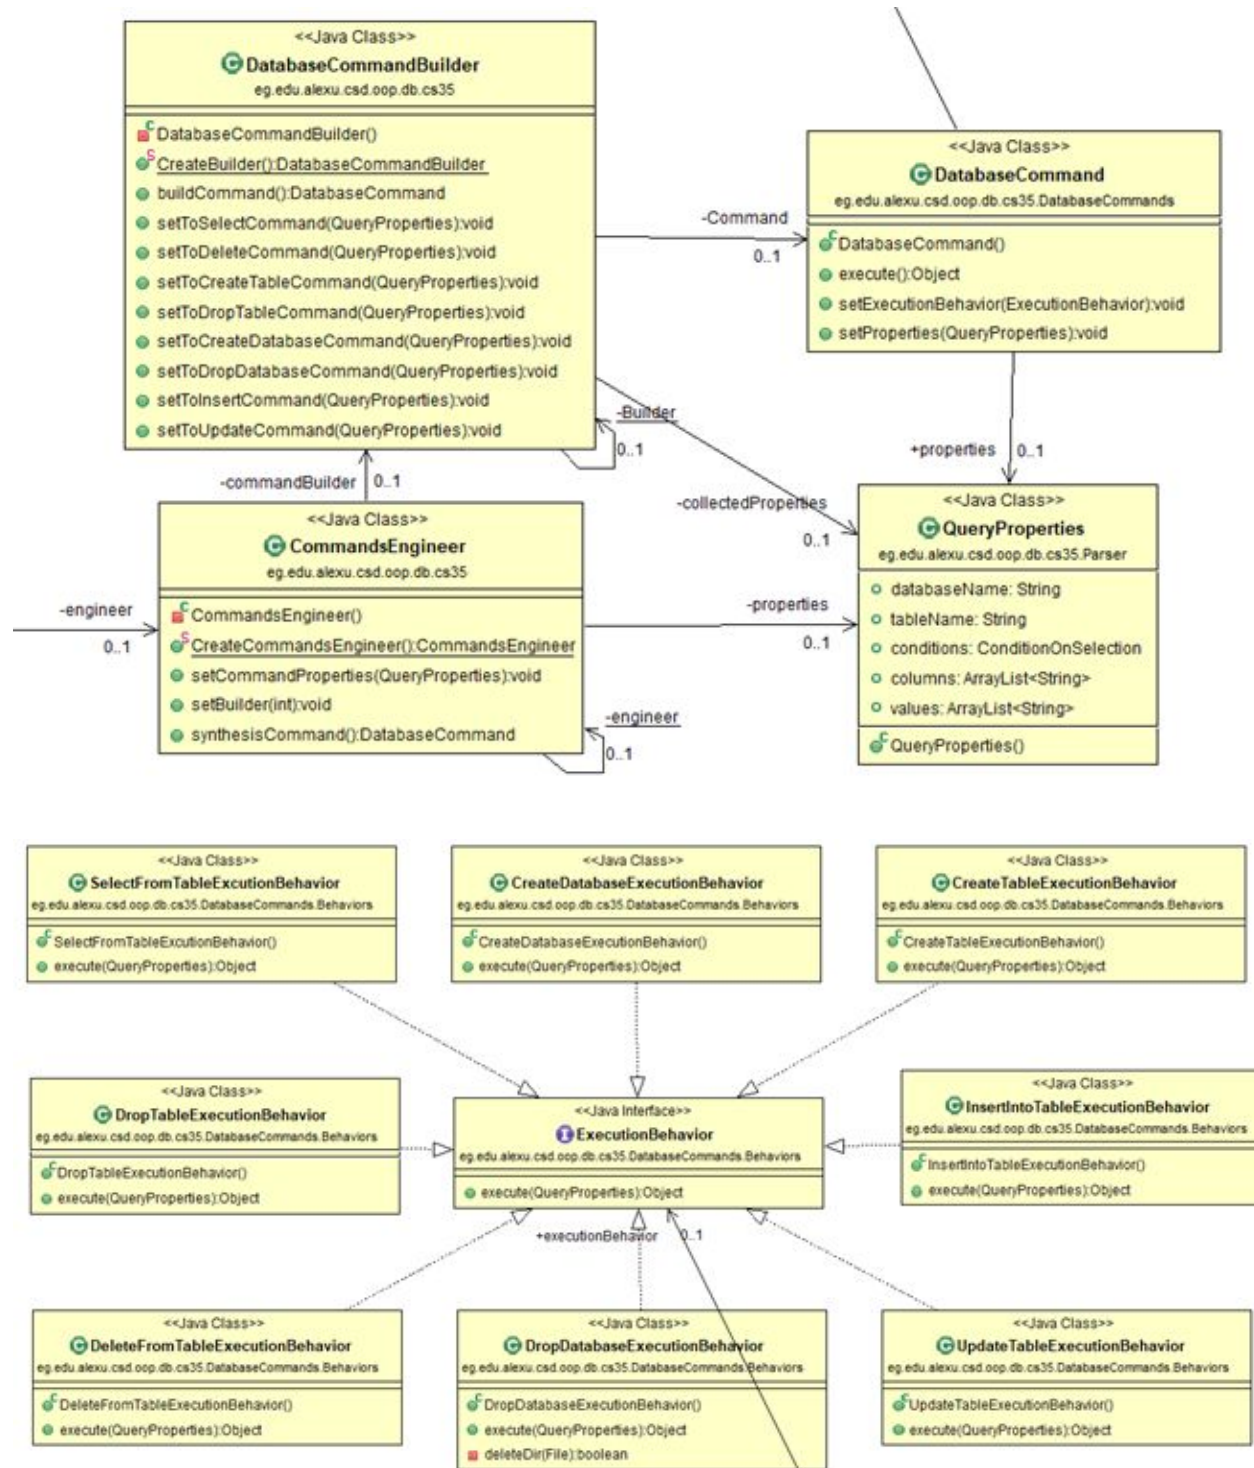 <<Java Class>>
DatabaseCommandBuilder
eg.edu.alexu.csd.oop.db.cs35
DatabaseCommandBuilder()
CreateBuilder():DatabaseCommandBuilder
buildCommand():DatabaseCommand
setToSelectCommand(QueryProperties):void
setToDeleteCommand(QueryProperties):void
setToCreateTableCommand(QueryProperties):void
setToDropTableCommand(QueryProperties):void
setToCreateDatabaseCommand(QueryProperties):void
setToDropDatabaseCommand(QueryProperties):void
setToInsertCommand(QueryProperties):void
setToUpdateCommand(QueryProperties):void
-Command
0..1
<<Java Class>>
DatabaseCommand
eg.edu.alexu.csd.oop.db.cs35.DatabaseCommands
DatabaseCommand()
execute():Object
setExecutionBehavior(ExecutionBehavior):void
setProperties(QueryProperties):void
-Builder
0..1
+properties
0..1
-commandBuilder
0..1
-collectedProperties
0..1
<<Java Class>>
CommandsEngineer
eg.edu.alexu.csd.oop.db.cs35
CommandsEngineer()
CreateCommandsEngineer():CommandsEngineer
setCommandProperties(QueryProperties):void
setBuilder(int):void
synthesisCommand():DatabaseCommand
-engineer
0..1
-properties
0..1
-engineer
0..1
<<Java Class>>
QueryProperties
eg.edu.alexu.csd.oop.db.cs35.Parser
databaseName: String
tableName: String
conditions: ConditionOnSelection
columns: ArrayList<String>
values: ArrayList<String>
QueryProperties()
<<Java Class>>
SelectFromTableExcutionBehavior
eg.edu.alexu.csd.oop.db.cs35.DatabaseCommands.Behaviors
SelectFromTableExcutionBehavior()
execute(QueryProperties):Object
<<Java Class>>
CreateDatabaseExecutionBehavior
eg.edu.alexu.csd.oop.db.cs35.DatabaseCommands.Behaviors
CreateDatabaseExecutionBehavior()
execute(QueryProperties):Object
<<Java Class>>
CreateTableExecutionBehavior
eg.edu.alexu.csd.oop.db.cs35.DatabaseCommands.Behaviors
CreateTableExecutionBehavior()
execute(QueryProperties):Object
<<Java Class>>
DropTableExecutionBehavior
eg.edu.alexu.csd.oop.db.cs35.DatabaseCommands.Behaviors
DropTableExecutionBehavior()
execute(QueryProperties):Object
<<Java Interface>>
ExecutionBehavior
eg.edu.alexu.csd.oop.db.cs35.DatabaseCommands.Behaviors
execute(QueryProperties):Object
<<Java Class>>
InsertIntoTableExecutionBehavior
eg.edu.alexu.csd.oop.db.cs35.DatabaseCommands.Behaviors
InsertIntoTableExecutionBehavior()
execute(QueryProperties):Object
+executionBehavior
0..1
<<Java Class>>
DeleteFromTableExecutionBehavior
eg.edu.alexu.csd.oop.db.cs35.DatabaseCommands.Behaviors
DeleteFromTableExecutionBehavior()
execute(QueryProperties):Object
<<Java Class>>
DropDatabaseExecutionBehavior
eg.edu.alexu.csd.oop.db.cs35.DatabaseCommands.Behaviors
DropDatabaseExecutionBehavior()
execute(QueryProperties):Object
deleteDir(File):boolean
<<Java Class>>
UpdateTableExecutionBehavior
eg.edu.alexu.csd.oop.db.cs35.DatabaseCommands.Behaviors
UpdateTableExecutionBehavior()
execute(QueryProperties):Object